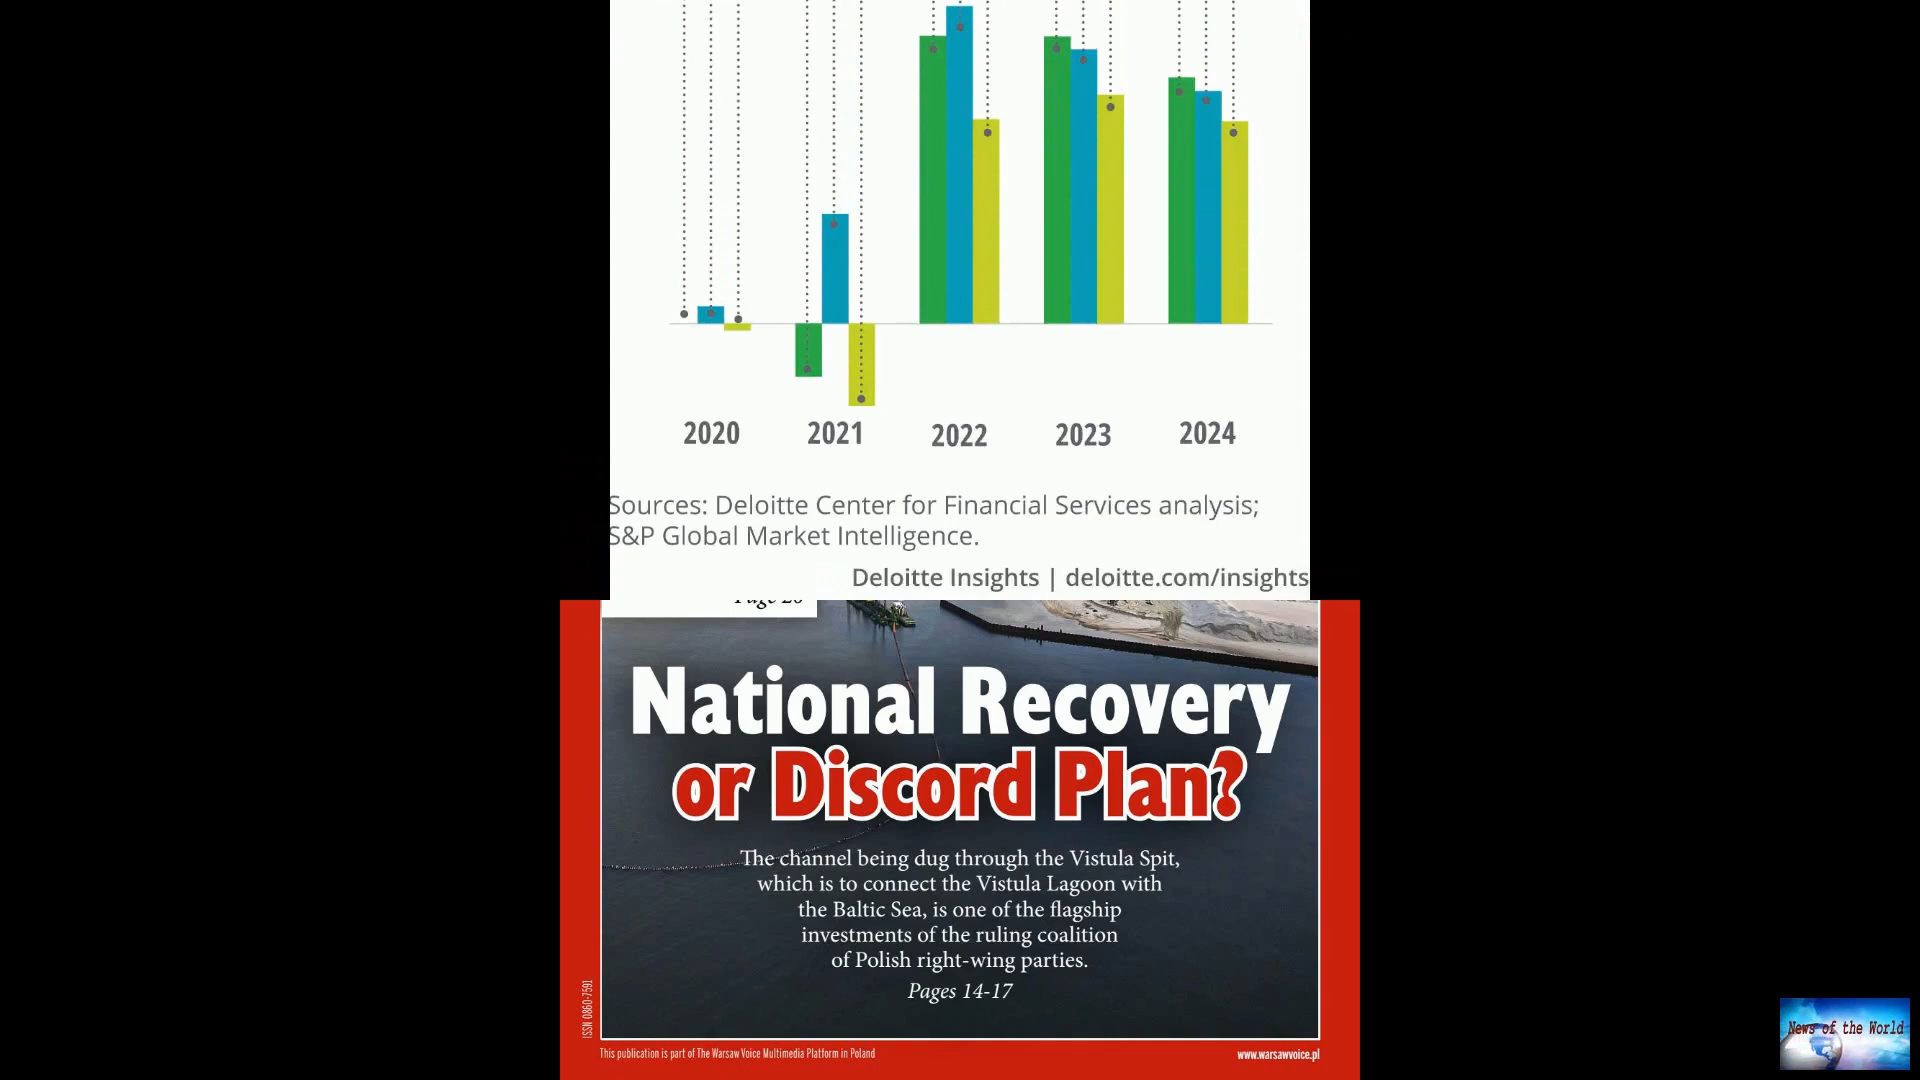 2020 2021 2022 2023 2024
Sources: Deloitte Center for Financial Services analysis;
S&P Global Market Intelligence.
Deloitte Insights | deloitte.com/insights
Page 20
National Recovery
or Discord Plan?
The channel being dug through the Vistula Spit,
which is to connect the Vistula Lagoon with
the Baltic Sea, is one of the flagship
investments of the ruling coalition
of Polish right-wing parties.
Pages 14-17
ISSN 0860-7591
This publication is part of The Warsaw Voice Multimedia Platform in Poland
www.warsawvoice.pl
News of the World